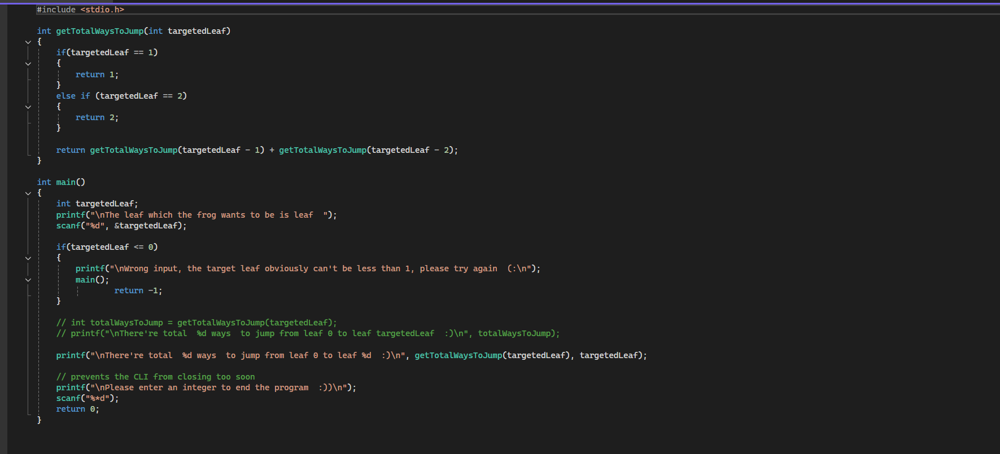 #include <stdio.h>

int getTotalWaysToJump(int targetedLeaf)
{
    if(targetedLeaf == 1)
    {
        return 1;
    }
    else if (targetedLeaf == 2)
    {
        return 2;
    }

    return getTotalWaysToJump(targetedLeaf - 1) + getTotalWaysToJump(targetedLeaf - 2);
}

int main()
{
    int targetedLeaf;
    printf("\nThe leaf which the frog wants to be is leaf  ");
    scanf("%d", &targetedLeaf);

    if(targetedLeaf <= 0)
    {
        printf("\nWrong input, the target leaf obviously can't be less than 1, please try again  (:\n");
        main();
                return -1;
    }

    // int totalWaysToJump = getTotalWaysToJump(targetedLeaf);
    // printf("\nThere're total  %d ways  to jump from leaf 0 to leaf targetedLeaf  :)\n", totalWaysToJump);

    printf("\nThere're total  %d ways  to jump from leaf 0 to leaf %d  :)\n", getTotalWaysToJump(targetedLeaf), targetedLeaf);

    // prevents the CLI from closing too soon
    printf("\nPlease enter an integer to end the program  :))\n");
    scanf("%*d");
    return 0;
}